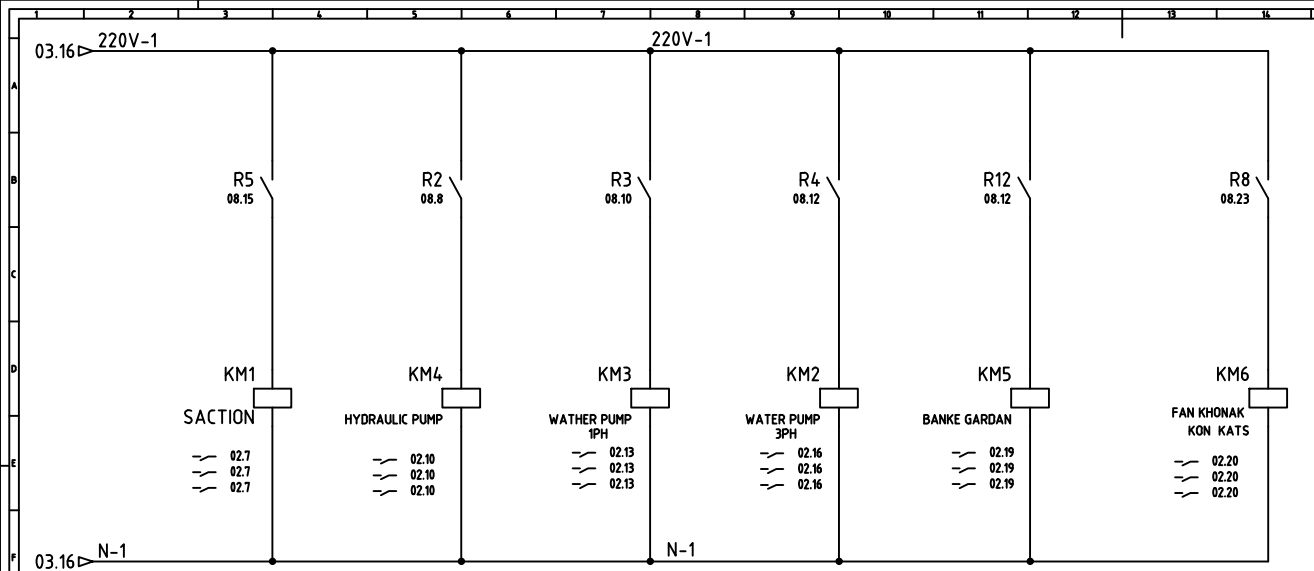 1 2 3 4 5 6 7 8 9 10 11 12 13 14
03.16 220V-1 220V-1
A
B
R5 R2 R3 R4 R12 R8
08.15 08.8 08.10 08.12 08.12 08.23
C
D
KM1 KM4 KM3 KM2 KM5 KM6
SACTION
HYDRAULIC PUMP
WATHER PUMP
1PH
WATER PUMP
3PH
BANKE GARDAN
FAN KHONAK
KON KATS
E
02.7 02.10 02.13 02.16 02.19 02.20
02.7 02.10 02.13 02.16 02.19 02.20
02.7 02.10 02.13 02.16 02.19 02.20
F
03.16 N-1 N-1